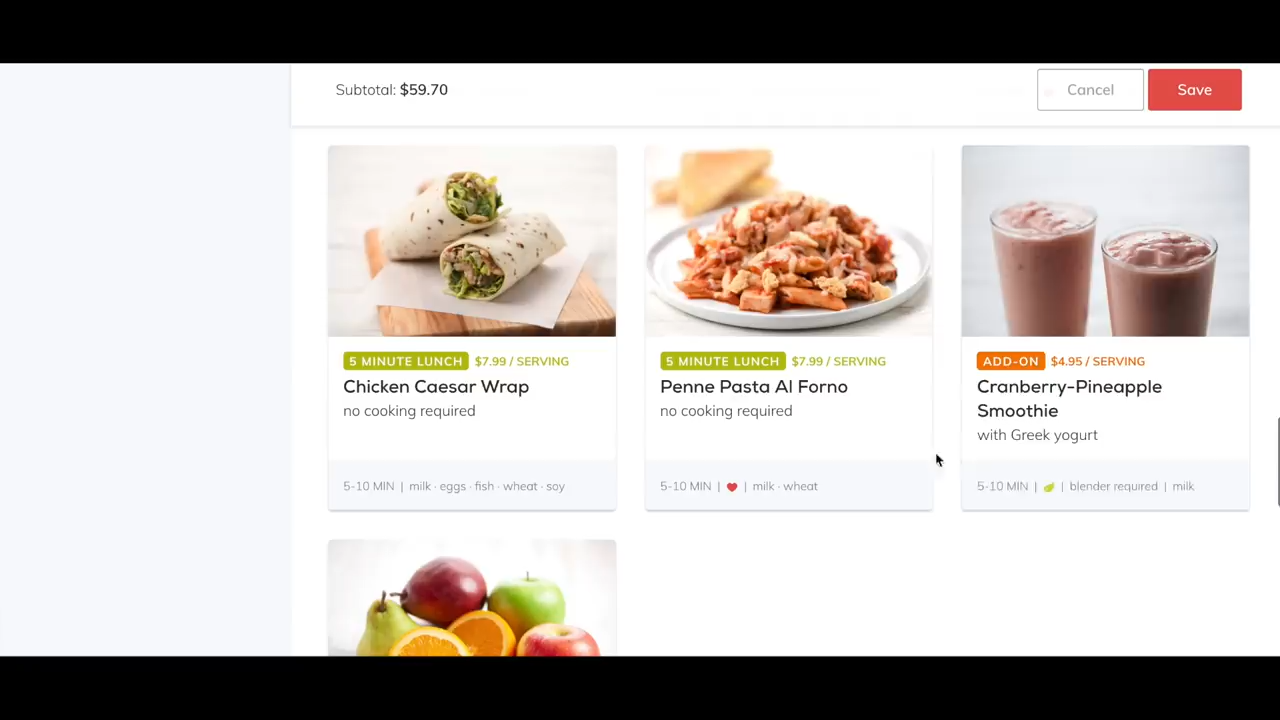 Subtotal: $59.70
Cancel
Save
5 MINUTE LUNCH $7.99 / SERVING
Chicken Caesar Wrap
no cooking required
5-10 MIN | milk · eggs · fish · wheat · soy
5 MINUTE LUNCH $7.99 / SERVING
Penne Pasta Al Forno
no cooking required
5-10 MIN | milk · wheat
ADD-ON $4.95 / SERVING
Cranberry-Pineapple
Smoothie
with Greek yogurt
5-10 MIN | blender required | milk